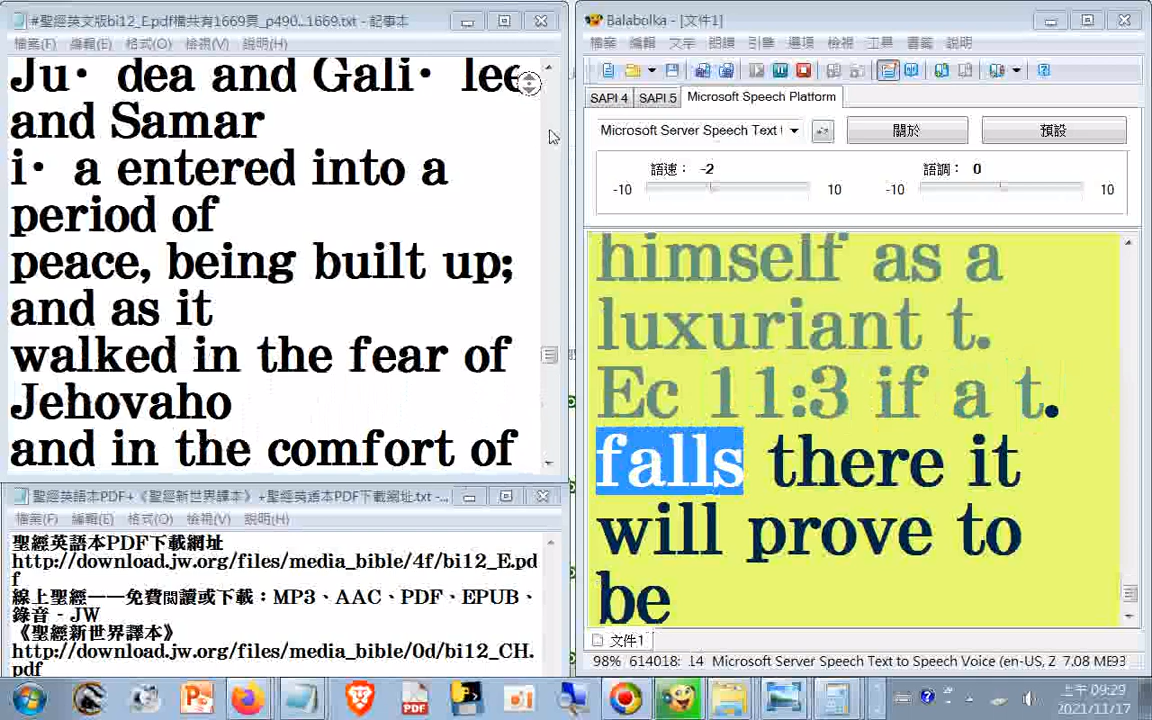 #聖經英文版bi12_E.pdf檔共有1669頁_p490...1669.txt - 記事本
檔案(F) 編輯(E) 格式(O) 檢視(V) 說明(H)
Ju· dea and Gali· lee
and Samar
i· a entered into a
period of
peace, being built up;
and as it
walked in the fear of
Jehovaho
and in the comfort of
聖經英語本PDF+《聖經新世界譯本》+聖經英語本PDF下載網址.txt - ...
檔案(F) 編輯(E) 格式(O) 檢視(V) 說明(H)
聖經英語本PDF下載網址
http://download.jw.org/files/media_bible/4f/bi12_E.pd
f
線上聖經——免費閱讀或下載：MP3、AAC、PDF、EPUB、
錄音 - JW
《聖經新世界譯本》
http://download.jw.org/files/media_bible/0d/bi12_CH.
pdf
Balabolka - [文件1]
檔案 編輯 文字 朗讀 引擎 選項 檢視 工具 書籤 說明
SAPI 4 SAPI 5 Microsoft Speech Platform
Microsoft Server Speech Text 關於 預設
語速： -2 語調： 0
-10 10 -10 10
himself as a
luxuriant t.
Ec 11:3 if a t.
falls there it
will prove to
be
文件1
98% 614018: 14 Microsoft Server Speech Text to Speech Voice (en-US, Z 7.08 ME93
上午 09:29
2021/11/17